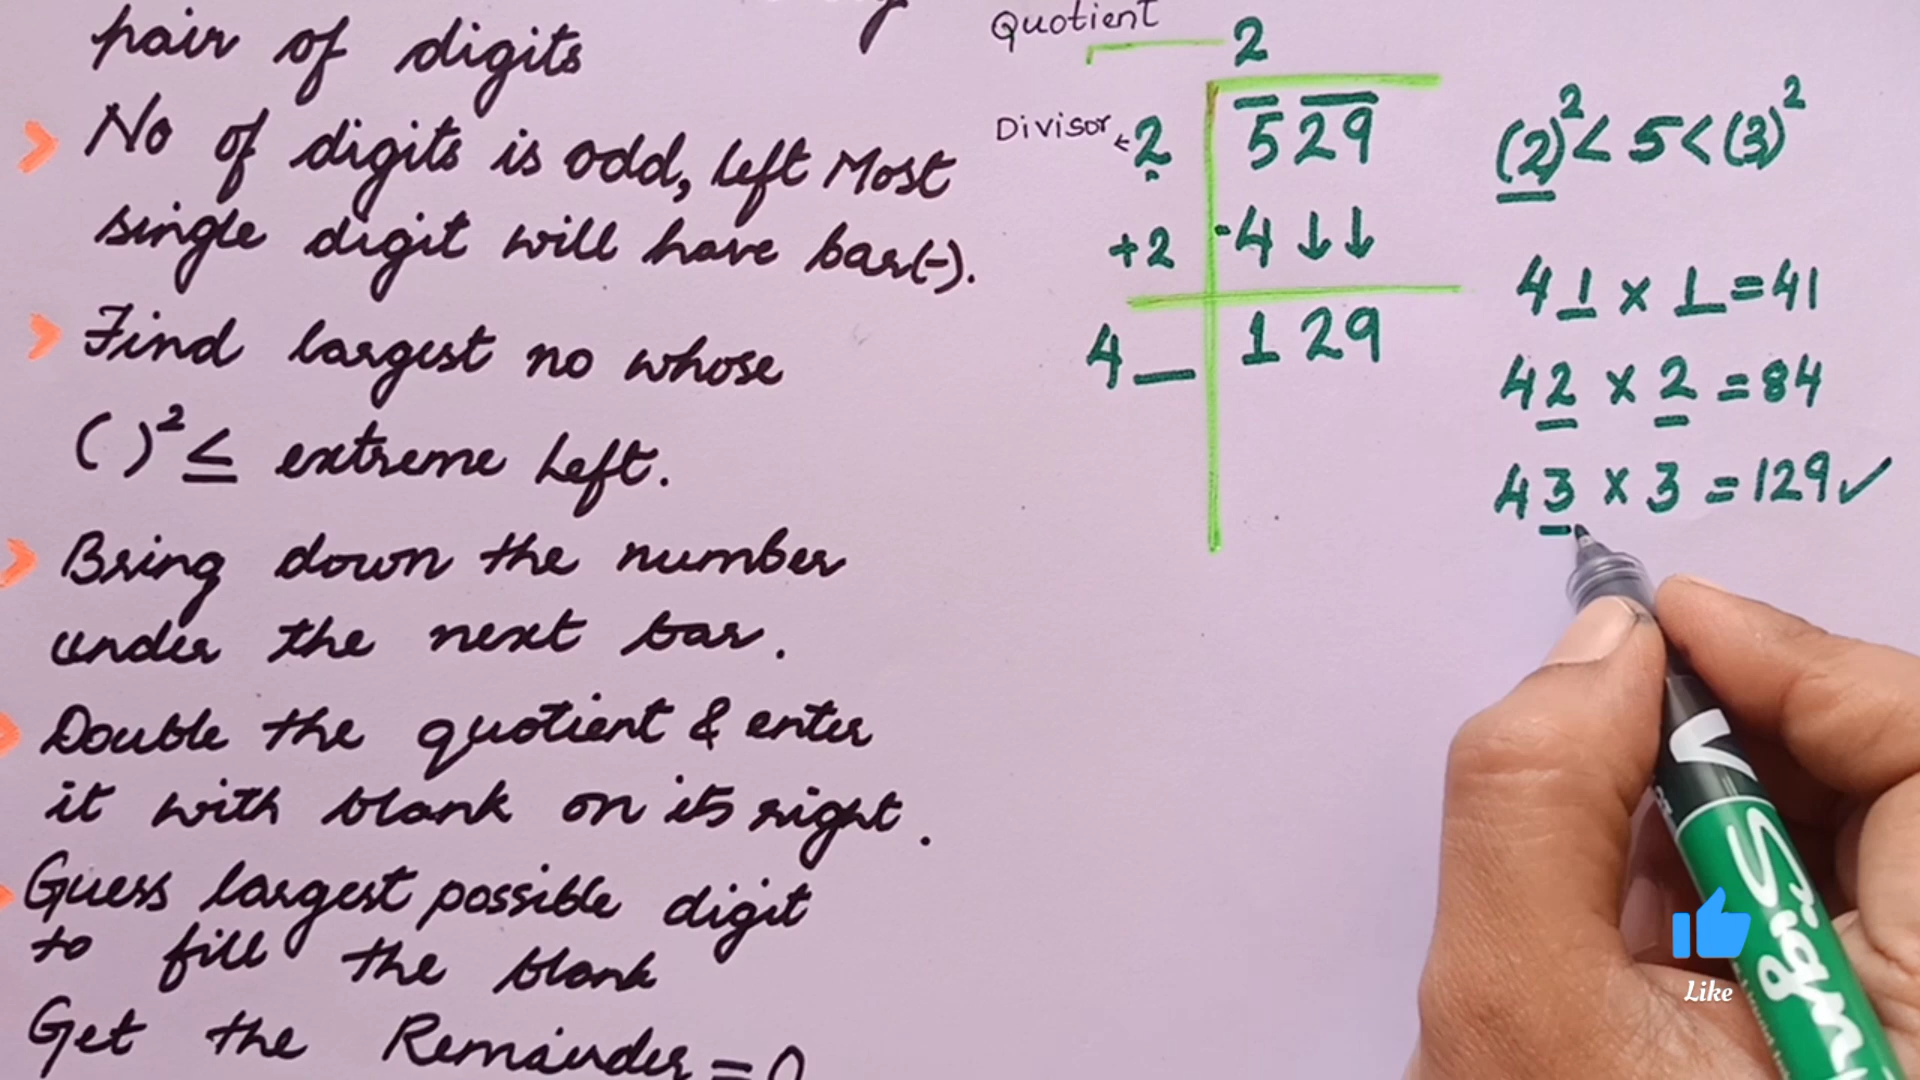 pair of digits
No of digits is odd, left Most
single digit will have bar(-).
Find largest no whose
( )² ≤ extreme left.
Bring down the number
under the next bar.
Double the quotient & enter
it with blank on its right.
Guess largest possible digit
to fill the blank
Get the Remainder = 0
Quotient 2
Divisor ← 2 5 29
+2 -4 ↓↓
4_ 129
(2)² < 5 < (3)²
41 × 1 = 41
42 × 2 = 84
43 × 3 = 129 ✓
Like